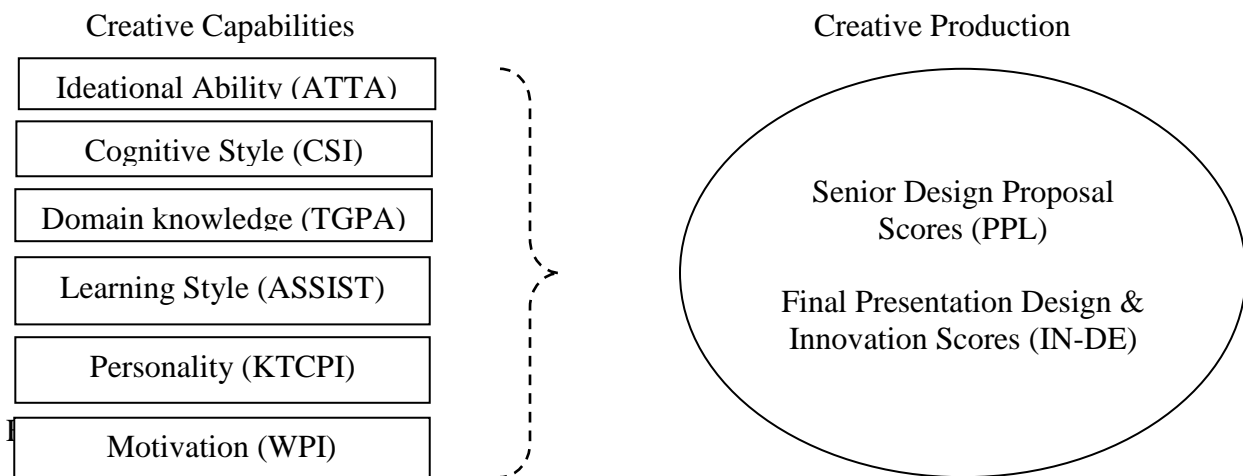 Creative Capabilities
Ideational Ability (ATTA)
Cognitive Style (CSI)
Domain knowledge (TGPA)
Learning Style (ASSIST)
Personality (KTCPI)
Motivation (WPI)
Creative Production
Senior Design Proposal
Scores (PPL)
Final Presentation Design &
Innovation Scores (IN-DE)